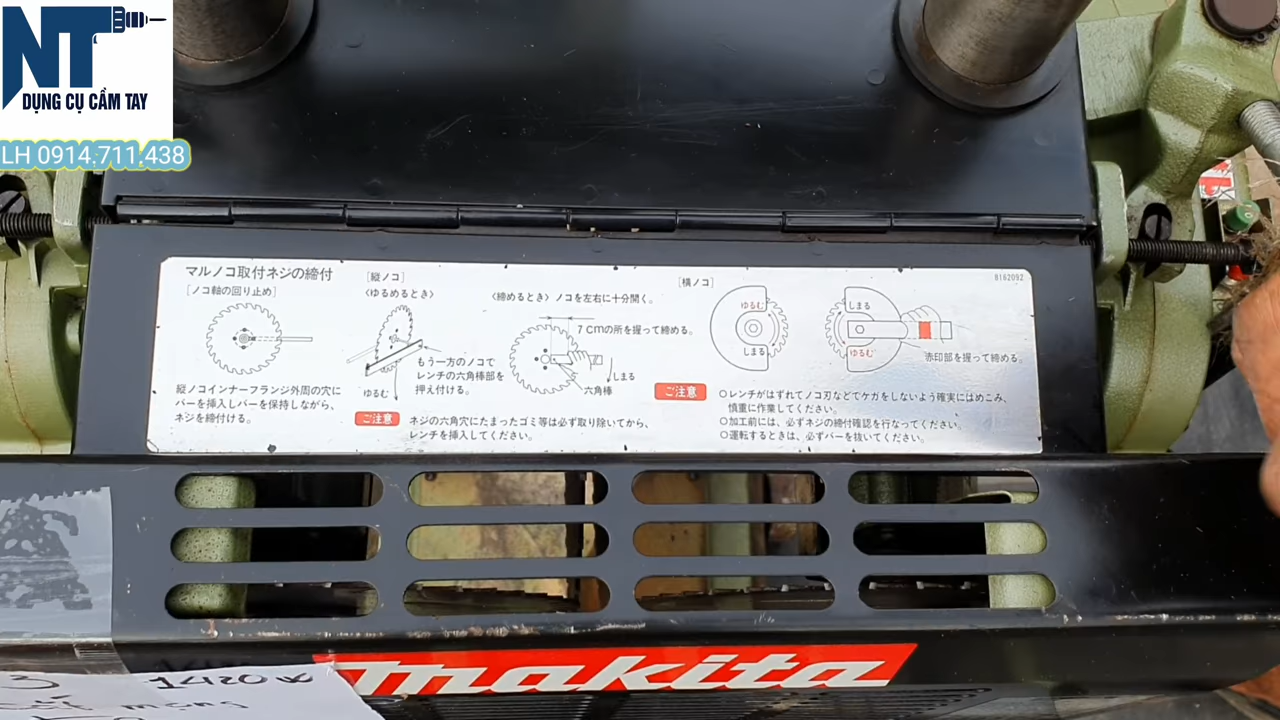 NT
DỤNG CỤ CẦM TAY
LH 0914.711.438
マルノコ取付ネジの締付
8162092
[ノコ軸の回り止め]
縦ノコインナーフランジ外周の穴に
バーを挿入しバーを保持しながら、
ネジを締付ける。
[縦ノコ]
〈ゆるめるとき〉
もう一方のノコで
レンチの六角棒部を
押え付ける。
ゆるむ
〈締めるとき〉ノコを左右に十分開く。
7cmの所を握って締める。
しまる
六角棒
ご注意
ネジの六角穴にたまったゴミ等は必ず取り除いてから、
レンチを挿入してください。
[横ノコ]
ゆるむ
しまる
しまる
ゆるむ
赤印部を握って締める。
ご注意
○レンチがはずれてノコ刃などでケガをしないよう確実にはめこみ、
慎重に作業してください。
○加工前には、必ずネジの締付確認を行なってください。
○運転するときは、必ずバーを抜いてください。
makita